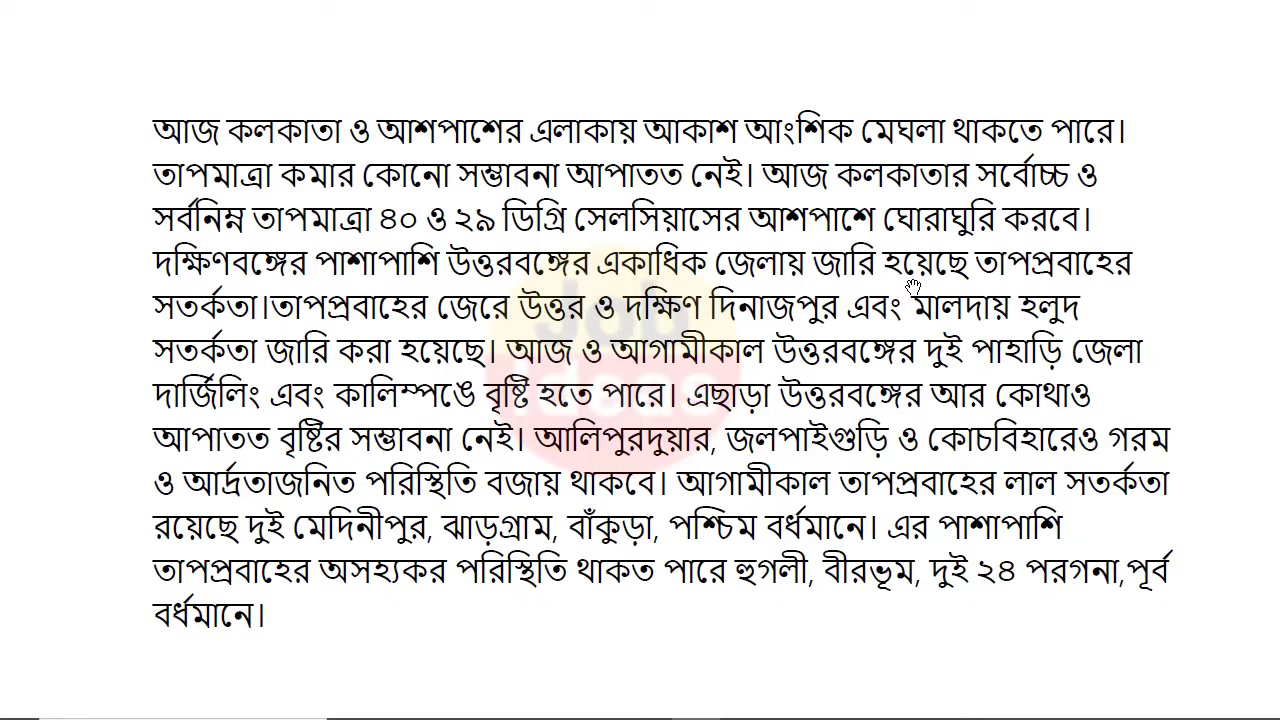 আজ কলকাতা ও আশপাশের এলাকায় আকাশ আংশিক মেঘলা থাকতে পারে।
তাপমাত্রা কমার কোনো সম্ভাবনা আপাতত নেই। আজ কলকাতার সর্বোচ্চ ও
সর্বনিম্ন তাপমাত্রা ৪০ ও ২৯ ডিগ্রি সেলসিয়াসের আশপাশে ঘোরাঘুরি করবে।
দক্ষিণবঙ্গের পাশাপাশি উত্তরবঙ্গের একাধিক জেলায় জারি হয়েছে তাপপ্রবাহের
সতর্কতা।তাপপ্রবাহের জেরে উত্তর ও দক্ষিণ দিনাজপুর এবং মালদায় হলুদ
সতর্কতা জারি করা হয়েছে। আজ ও আগামীকাল উত্তরবঙ্গের দুই পাহাড়ি জেলা
দার্জিলিং এবং কালিম্পঙে বৃষ্টি হতে পারে। এছাড়া উত্তরবঙ্গের আর কোথাও
আপাতত বৃষ্টির সম্ভাবনা নেই। আলিপুরদুয়ার, জলপাইগুড়ি ও কোচবিহারেও গরম
ও আর্দ্রতাজনিত পরিস্থিতি বজায় থাকবে। আগামীকাল তাপপ্রবাহের লাল সতর্কতা
রয়েছে দুই মেদিনীপুর, ঝাড়গ্রাম, বাঁকুড়া, পশ্চিম বর্ধমানে। এর পাশাপাশি
তাপপ্রবাহের অসহ্যকর পরিস্থিতি থাকত পারে হুগলী, বীরভূম, দুই ২৪ পরগনা,পূর্ব
বর্ধমানে।
Job
Ideas